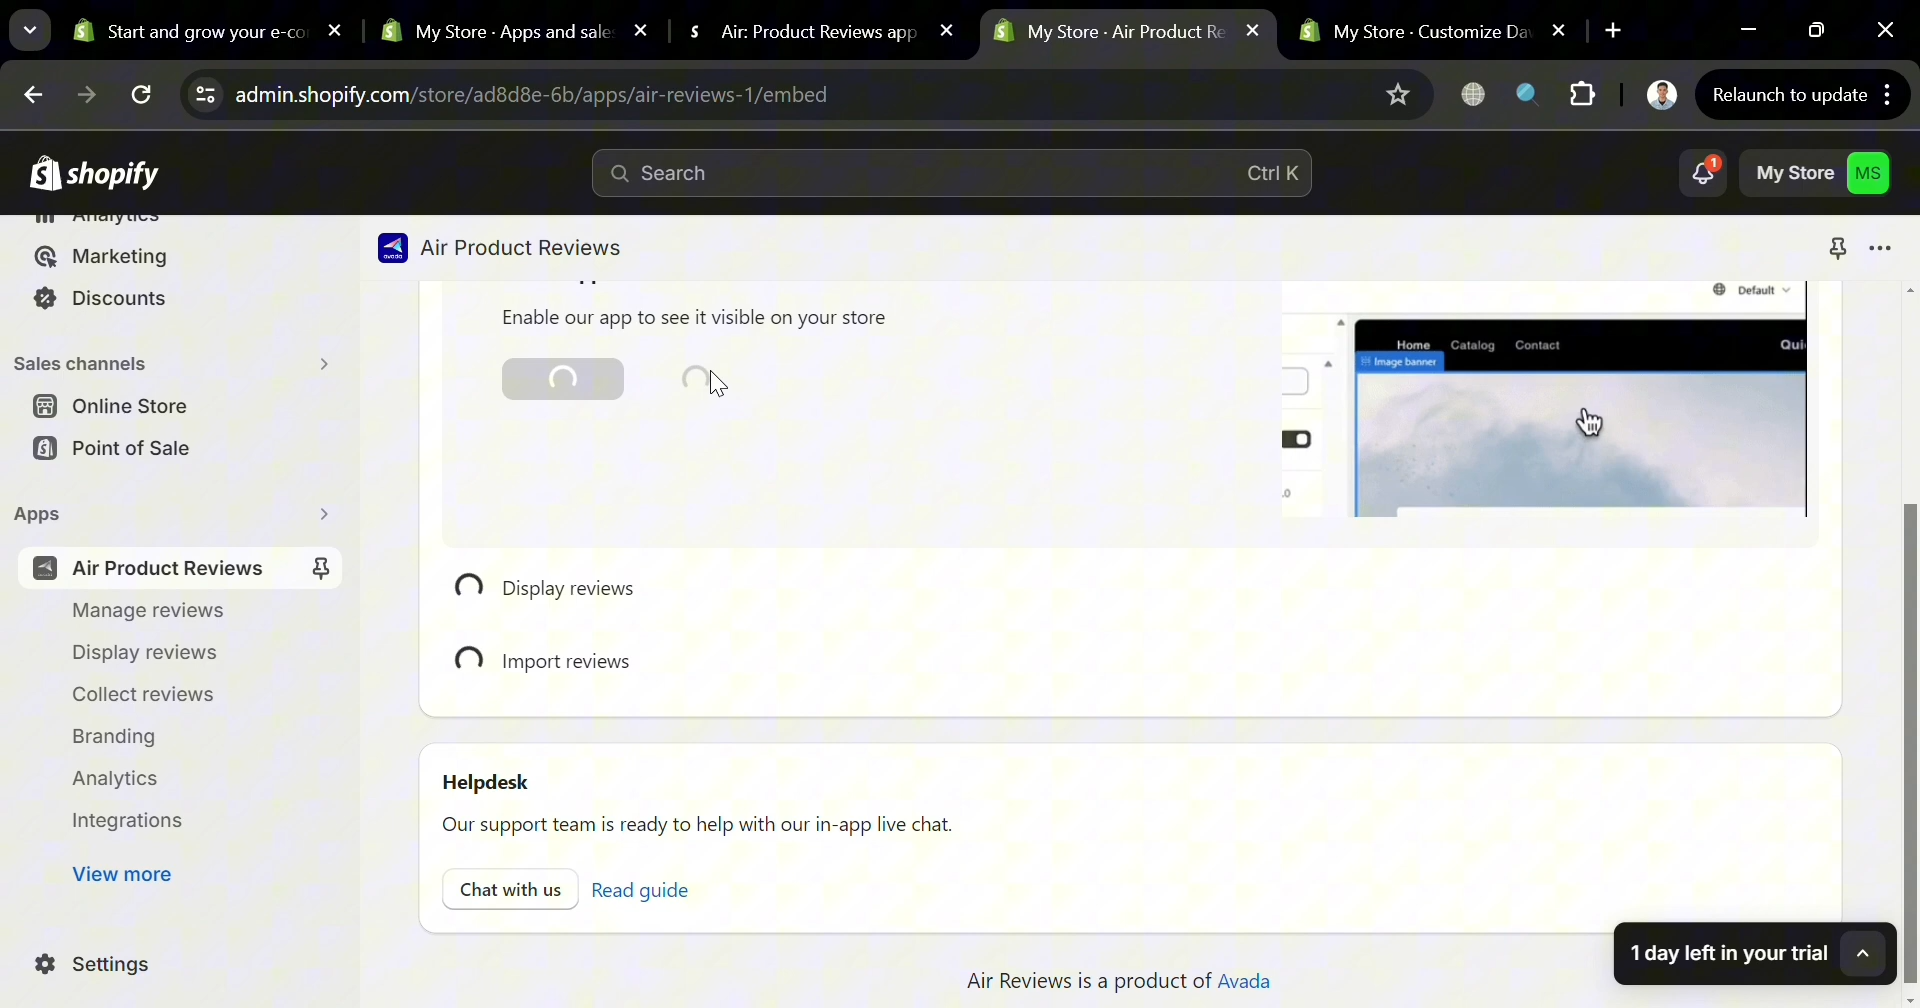 Start and grow your e-co
My Store · Apps and sale
Air: Product Reviews app
My Store · Air Product Re
My Store · Customize Da
admin.shopify.com/store/ad8d8e-6b/apps/air-reviews-1/embed
Relaunch to update
shopify
Search
Ctrl K
1
My Store
MS
Analytics
Marketing
Discounts
Sales channels
Online Store
Point of Sale
Apps
Air Product Reviews
Manage reviews
Display reviews
Collect reviews
Branding
Analytics
Integrations
View more
Settings
avada
Air Product Reviews
Enable our app to see it visible on your store
Default
Home Catalog Contact
Qui
Image banner
.0
Display reviews
Import reviews
Helpdesk
Our support team is ready to help with our in-app live chat.
Chat with us
Read guide
1 day left in your trial
Air Reviews is a product of Avada